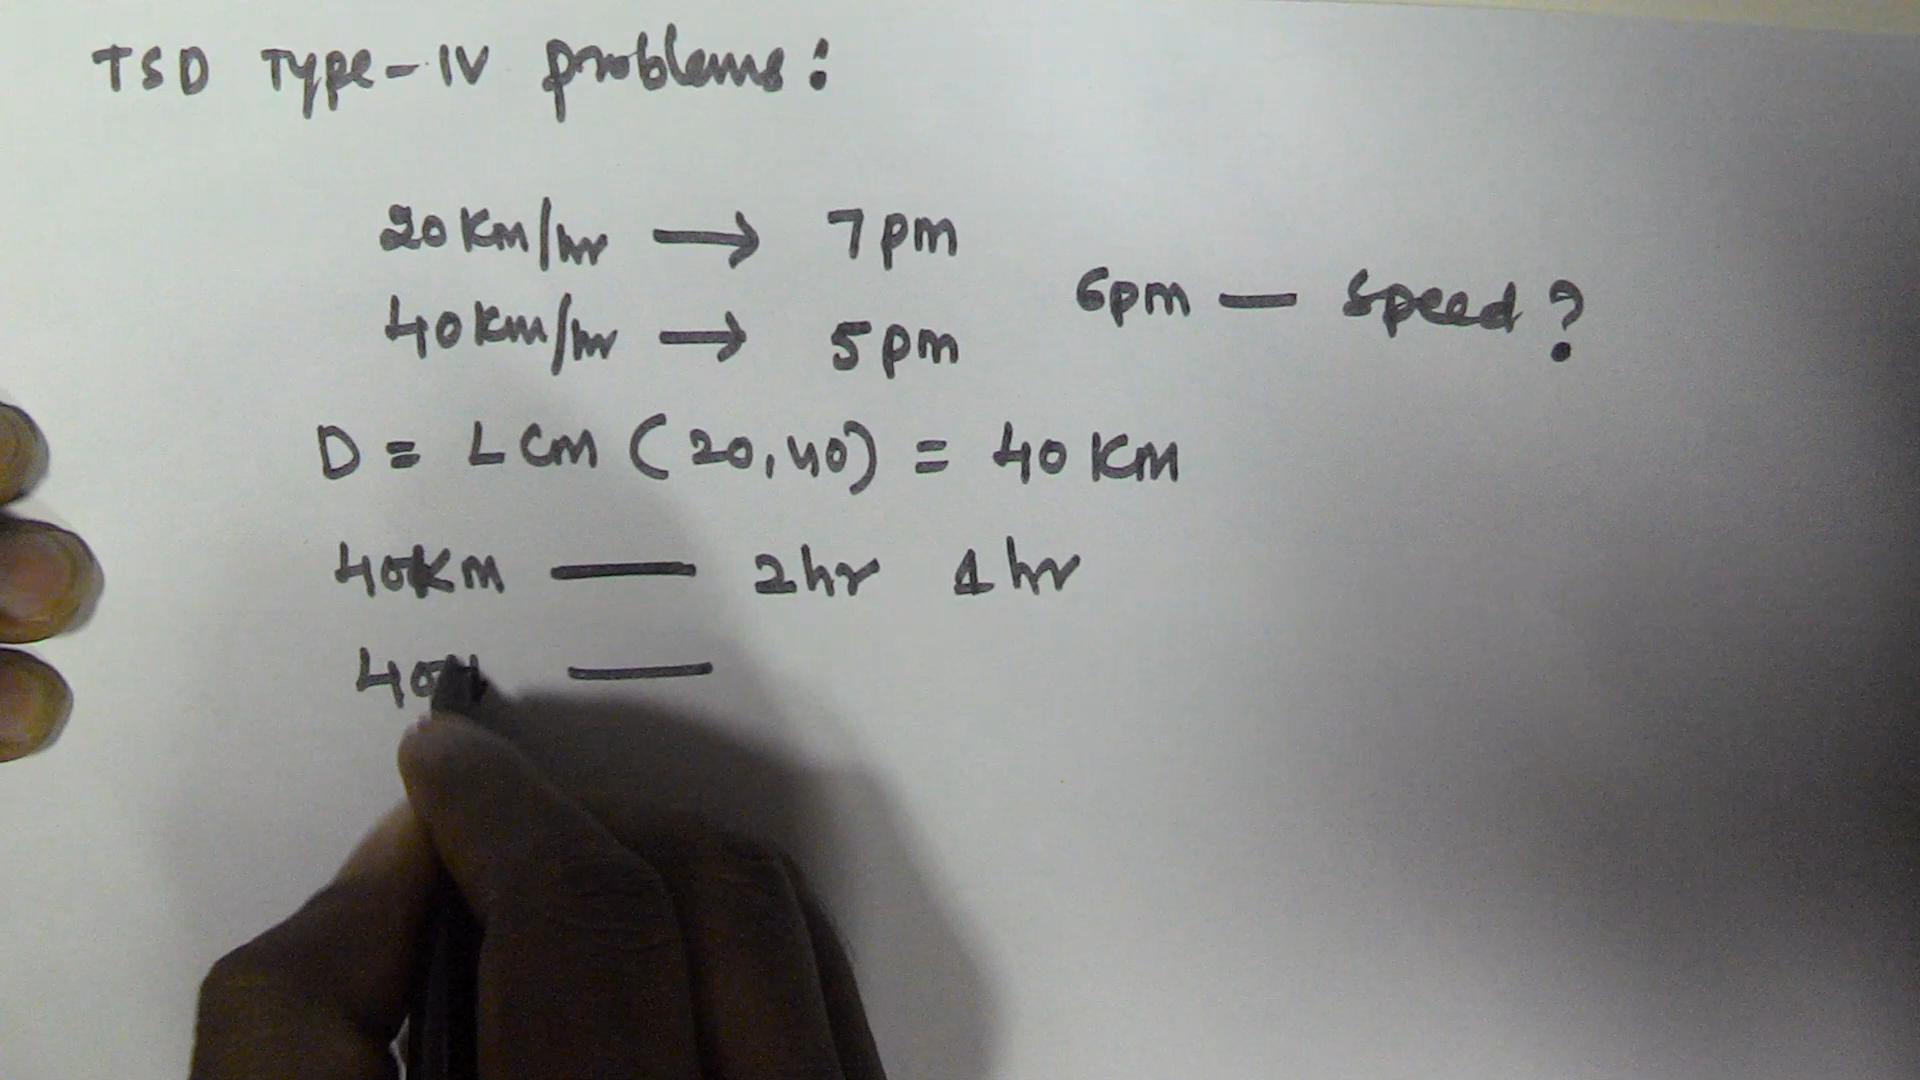 TSD Type-IV problems:
20 Km/hr → 7 pm
6pm — Speed ?
40 Km/hr → 5 pm
D = LCM (20,40) = 40 KM
40KM — 2hr 1hr
40 —